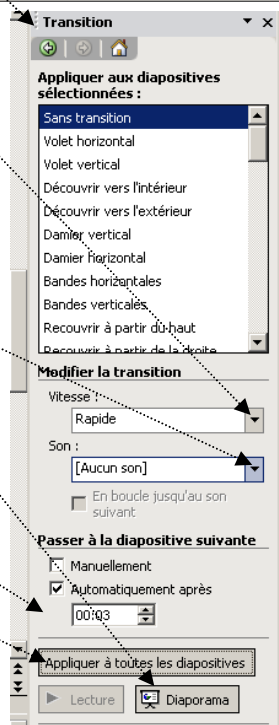 Transition
Appliquer aux diapositives
sélectionnées :
Sans transition
Volet horizontal
Volet vertical
Découvrir vers l'intérieur
Découvrir vers l'extérieur
Damier vertical
Damier horizontal
Bandes horizontales
Bandes verticales
Recouvrir à partir du haut
Recouvrir à partir de la droite
Modifier la transition
Vitesse :
Rapide
Son :
[Aucun son]
En boucle jusqu'au son
suivant
Passer à la diapositive suivante
Manuellement
Automatiquement après
00:03
Appliquer à toutes les diapositives
Lecture
Diaporama